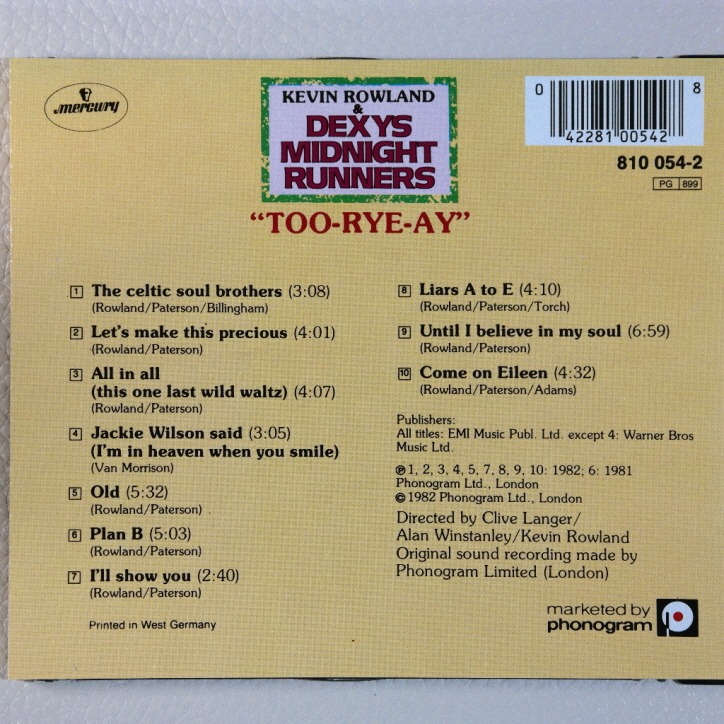 mercury
KEVIN ROWLAND
&
DEXYS
MIDNIGHT
RUNNERS
"TOO-RYE-AY"
0 42281 00542 8
810 054-2
PG 899
1 The celtic soul brothers (3:08)
(Rowland/Paterson/Billingham)
2 Let's make this precious (4:01)
(Rowland/Paterson)
3 All in all
(this one last wild waltz) (4:07)
(Rowland/Paterson)
4 Jackie Wilson said (3:05)
(I'm in heaven when you smile)
(Van Morrison)
5 Old (5:32)
(Rowland/Paterson)
6 Plan B (5:03)
(Rowland/Paterson)
7 I'll show you (2:40)
(Rowland/Paterson)
Printed in West Germany
8 Liars A to E (4:10)
(Rowland/Paterson/Torch)
9 Until I believe in my soul (6:59)
(Rowland/Paterson)
10 Come on Eileen (4:32)
(Rowland/Paterson/Adams)
Publishers:
All titles: EMI Music Publ. Ltd. except 4: Warner Bros
Music Ltd.
℗ 1, 2, 3, 4, 5, 7, 8, 9, 10: 1982; 6: 1981
Phonogram Ltd., London
© 1982 Phonogram Ltd., London
Directed by Clive Langer/
Alan Winstanley/Kevin Rowland
Original sound recording made by
Phonogram Limited (London)
marketed by
phonogram